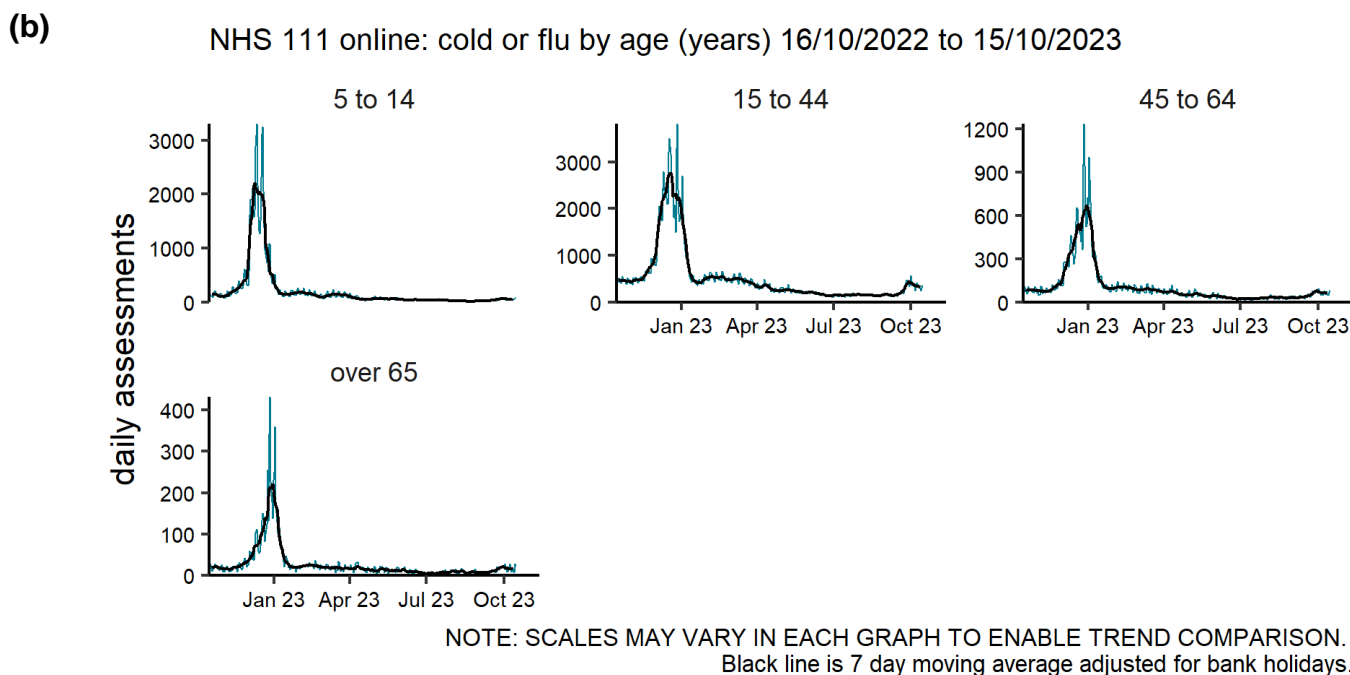 (b)
NHS 111 online: cold or flu by age (years) 16/10/2022 to 15/10/2023
daily assessments
5 to 14
3000
2000
1000
0
15 to 44
3000
2000
1000
0
Jan 23 Apr 23 Jul 23 Oct 23
45 to 64
1200
900
600
300
0
Jan 23 Apr 23 Jul 23 Oct 23
over 65
400
300
200
100
0
Jan 23 Apr 23 Jul 23 Oct 23
NOTE: SCALES MAY VARY IN EACH GRAPH TO ENABLE TREND COMPARISON.
Black line is 7 day moving average adjusted for bank holidays.